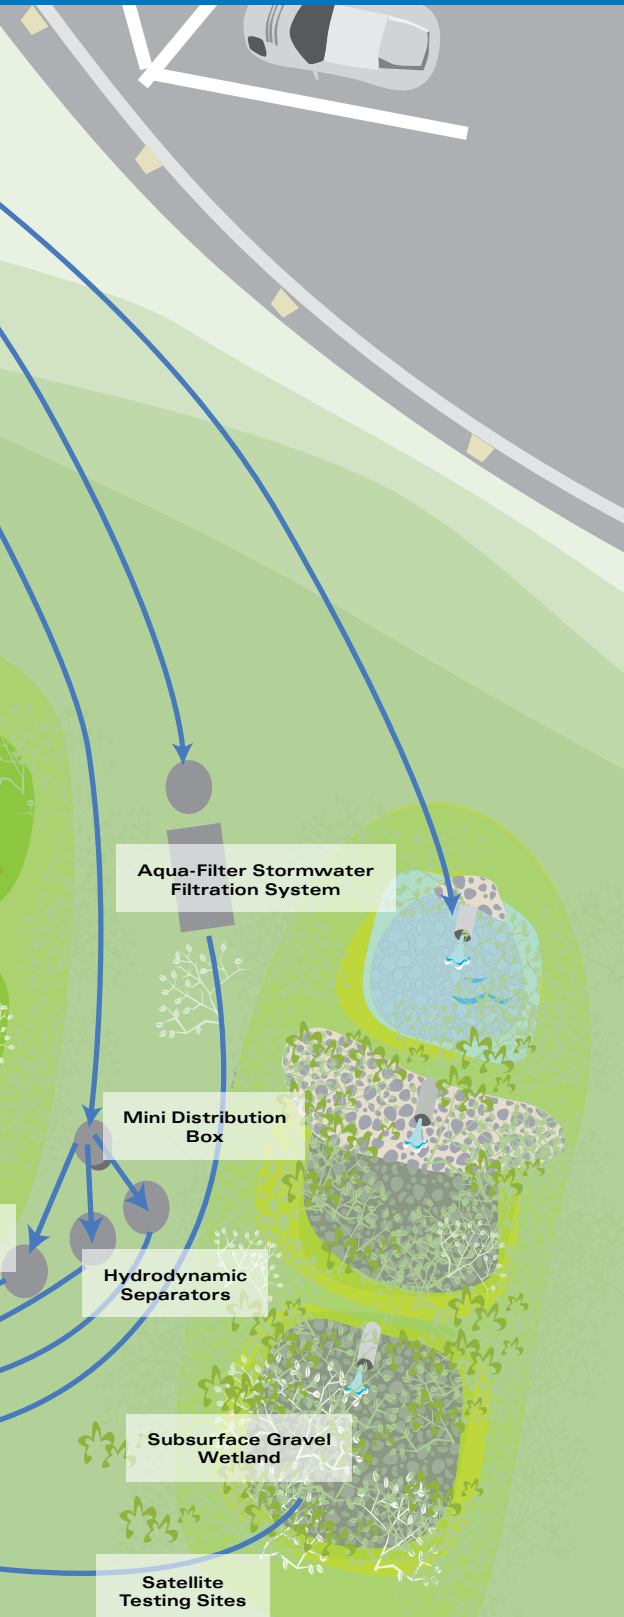 Aqua-Filter Stormwater
Filtration System
Mini Distribution
Box
Hydrodynamic
Separators
Subsurface Gravel
Wetland
Satellite
Testing Sites